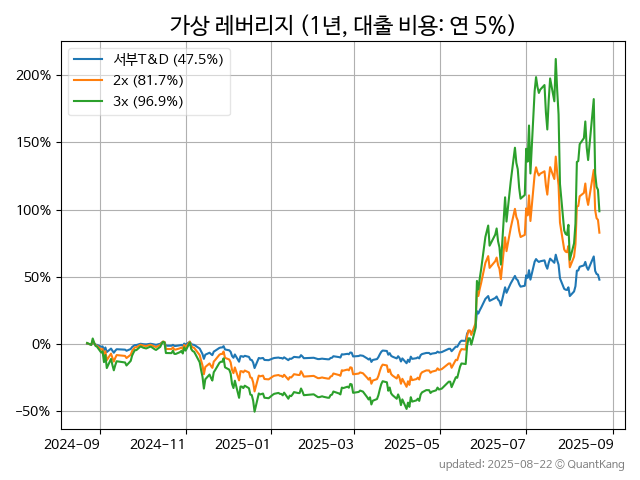 가상 레버리지 (1년, 대출 비용: 연 5%)
서부T&D (47.5%)
2x (81.7%)
3x (96.9%)
200%
150%
100%
50%
0%
−50%
2024-09 2024-11 2025-01 2025-03 2025-05 2025-07 2025-09
updated: 2025-08-22 © QuantKang